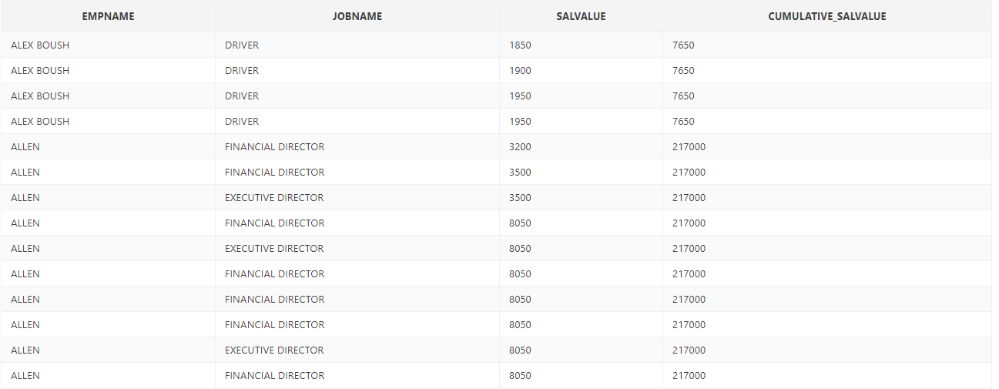 EMPNAME JOBNAME SALVALUE CUMULATIVE_SALVALUE
ALEX BOUSH DRIVER 1850 7650
ALEX BOUSH DRIVER 1900 7650
ALEX BOUSH DRIVER 1950 7650
ALEX BOUSH DRIVER 1950 7650
ALLEN FINANCIAL DIRECTOR 3200 217000
ALLEN FINANCIAL DIRECTOR 3500 217000
ALLEN EXECUTIVE DIRECTOR 3500 217000
ALLEN FINANCIAL DIRECTOR 8050 217000
ALLEN EXECUTIVE DIRECTOR 8050 217000
ALLEN FINANCIAL DIRECTOR 8050 217000
ALLEN FINANCIAL DIRECTOR 8050 217000
ALLEN FINANCIAL DIRECTOR 8050 217000
ALLEN EXECUTIVE DIRECTOR 8050 217000
ALLEN FINANCIAL DIRECTOR 8050 217000